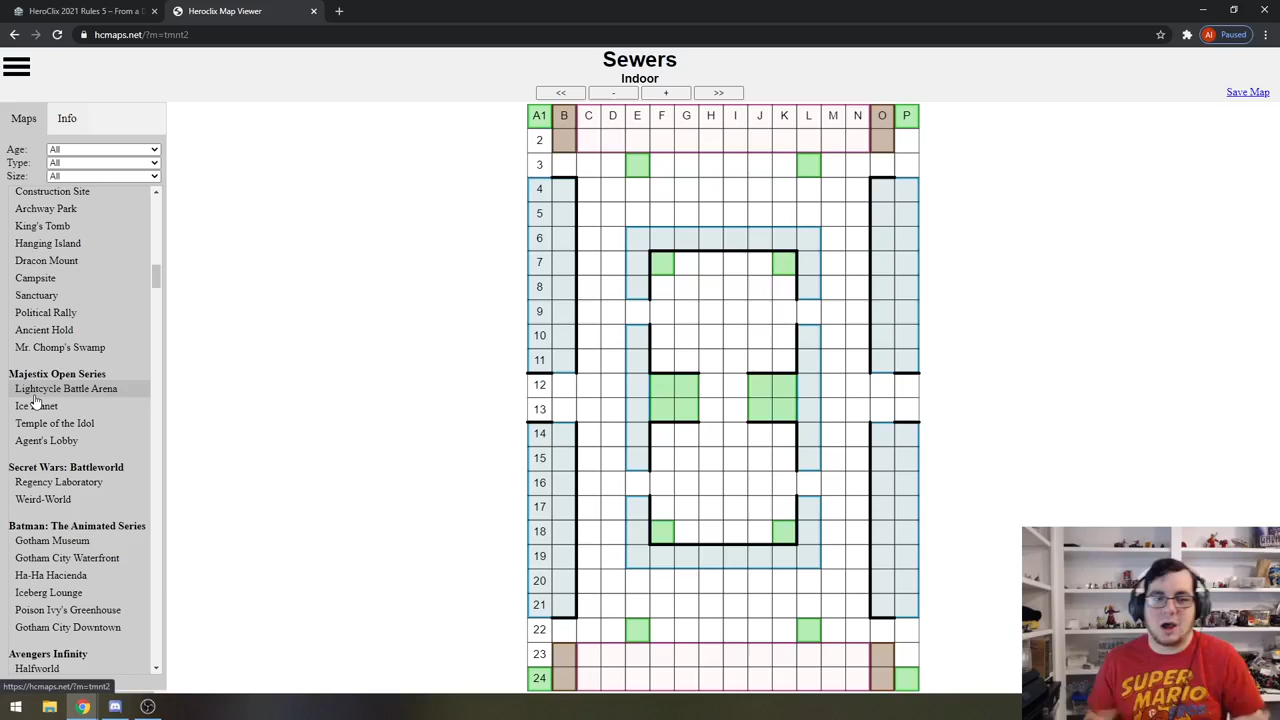 HeroClix 2021 Rules 5 – From a D
Heroclix Map Viewer
hcmaps.net/?m=tmnt2
AI Paused
Sewers
Indoor
<< - + >>
Save Map
Maps Info
Age: All
Type: All
Size: All
Construction Site
Archway Park
King's Tomb
Hanging Island
Dracon Mount
Campsite
Sanctuary
Political Rally
Ancient Hold
Mr. Chomp's Swamp
Majestix Open Series
Lightcycle Battle Arena
Ice Planet
Temple of the Idol
Agent's Lobby
Secret Wars: Battleworld
Regency Laboratory
Weird-World
Batman: The Animated Series
Gotham Museum
Gotham City Waterfront
Ha-Ha Hacienda
Iceberg Lounge
Poison Ivy's Greenhouse
Gotham City Downtown
Avengers Infinity
Halfworld
https://hcmaps.net/?m=tmnt2
A1 B C D E F G H I J K L M N O P
2
3
4
5
6
7
8
9
10
11
12
13
14
15
16
17
18
19
20
21
22
23
24
SUPER
MARIO